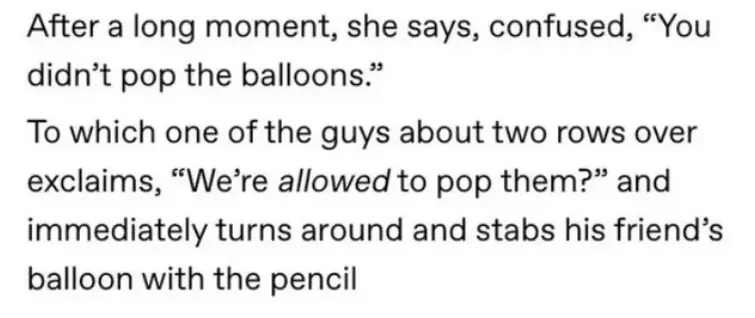 After a long moment, she says, confused, “You
didn’t pop the balloons.”
To which one of the guys about two rows over
exclaims, “We’re allowed to pop them?” and
immediately turns around and stabs his friend’s
balloon with the pencil